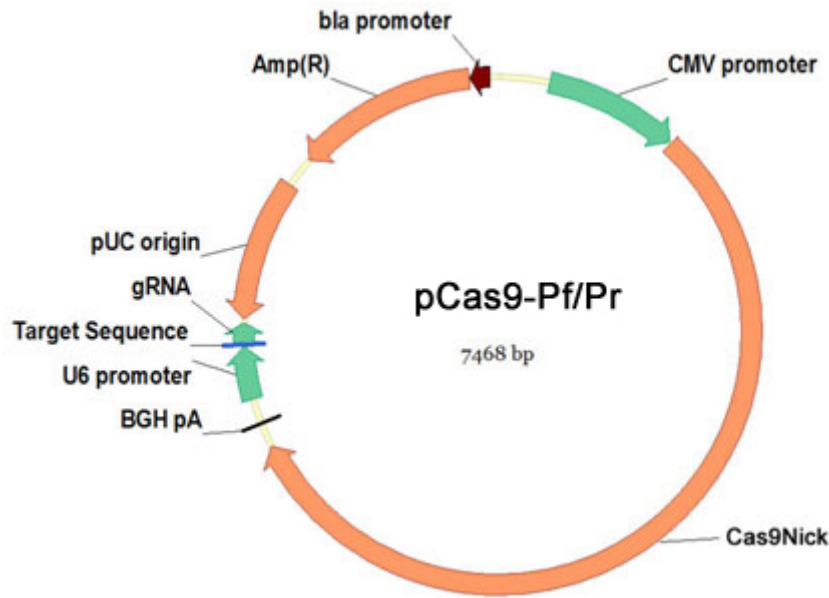 bla promoter
Amp(R)
CMV promoter
pUC origin
gRNA
pCas9-Pf/Pr
Target Sequence
7468 bp
U6 promoter
BGH pA
Cas9Nick